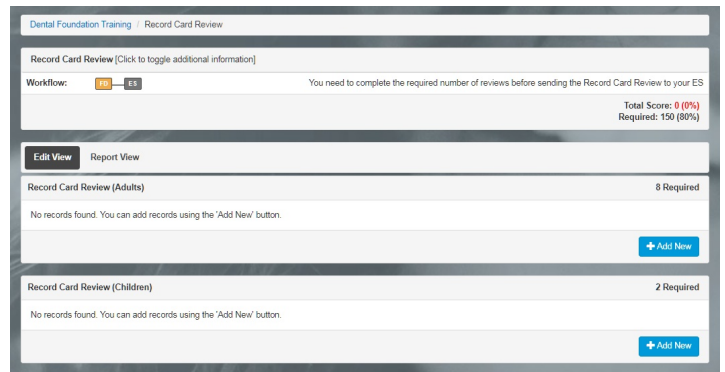 Dental Foundation Training / Record Card Review
Record Card Review [Click to toggle additional information]
Workflow: FD ES You need to complete the required number of reviews before sending the Record Card Review to your ES
Total Score: 0 (0%)
Required: 150 (80%)
Edit View Report View
Record Card Review (Adults) 8 Required
No records found. You can add records using the 'Add New' button.
+ Add New
Record Card Review (Children) 2 Required
No records found. You can add records using the 'Add New' button.
+ Add New